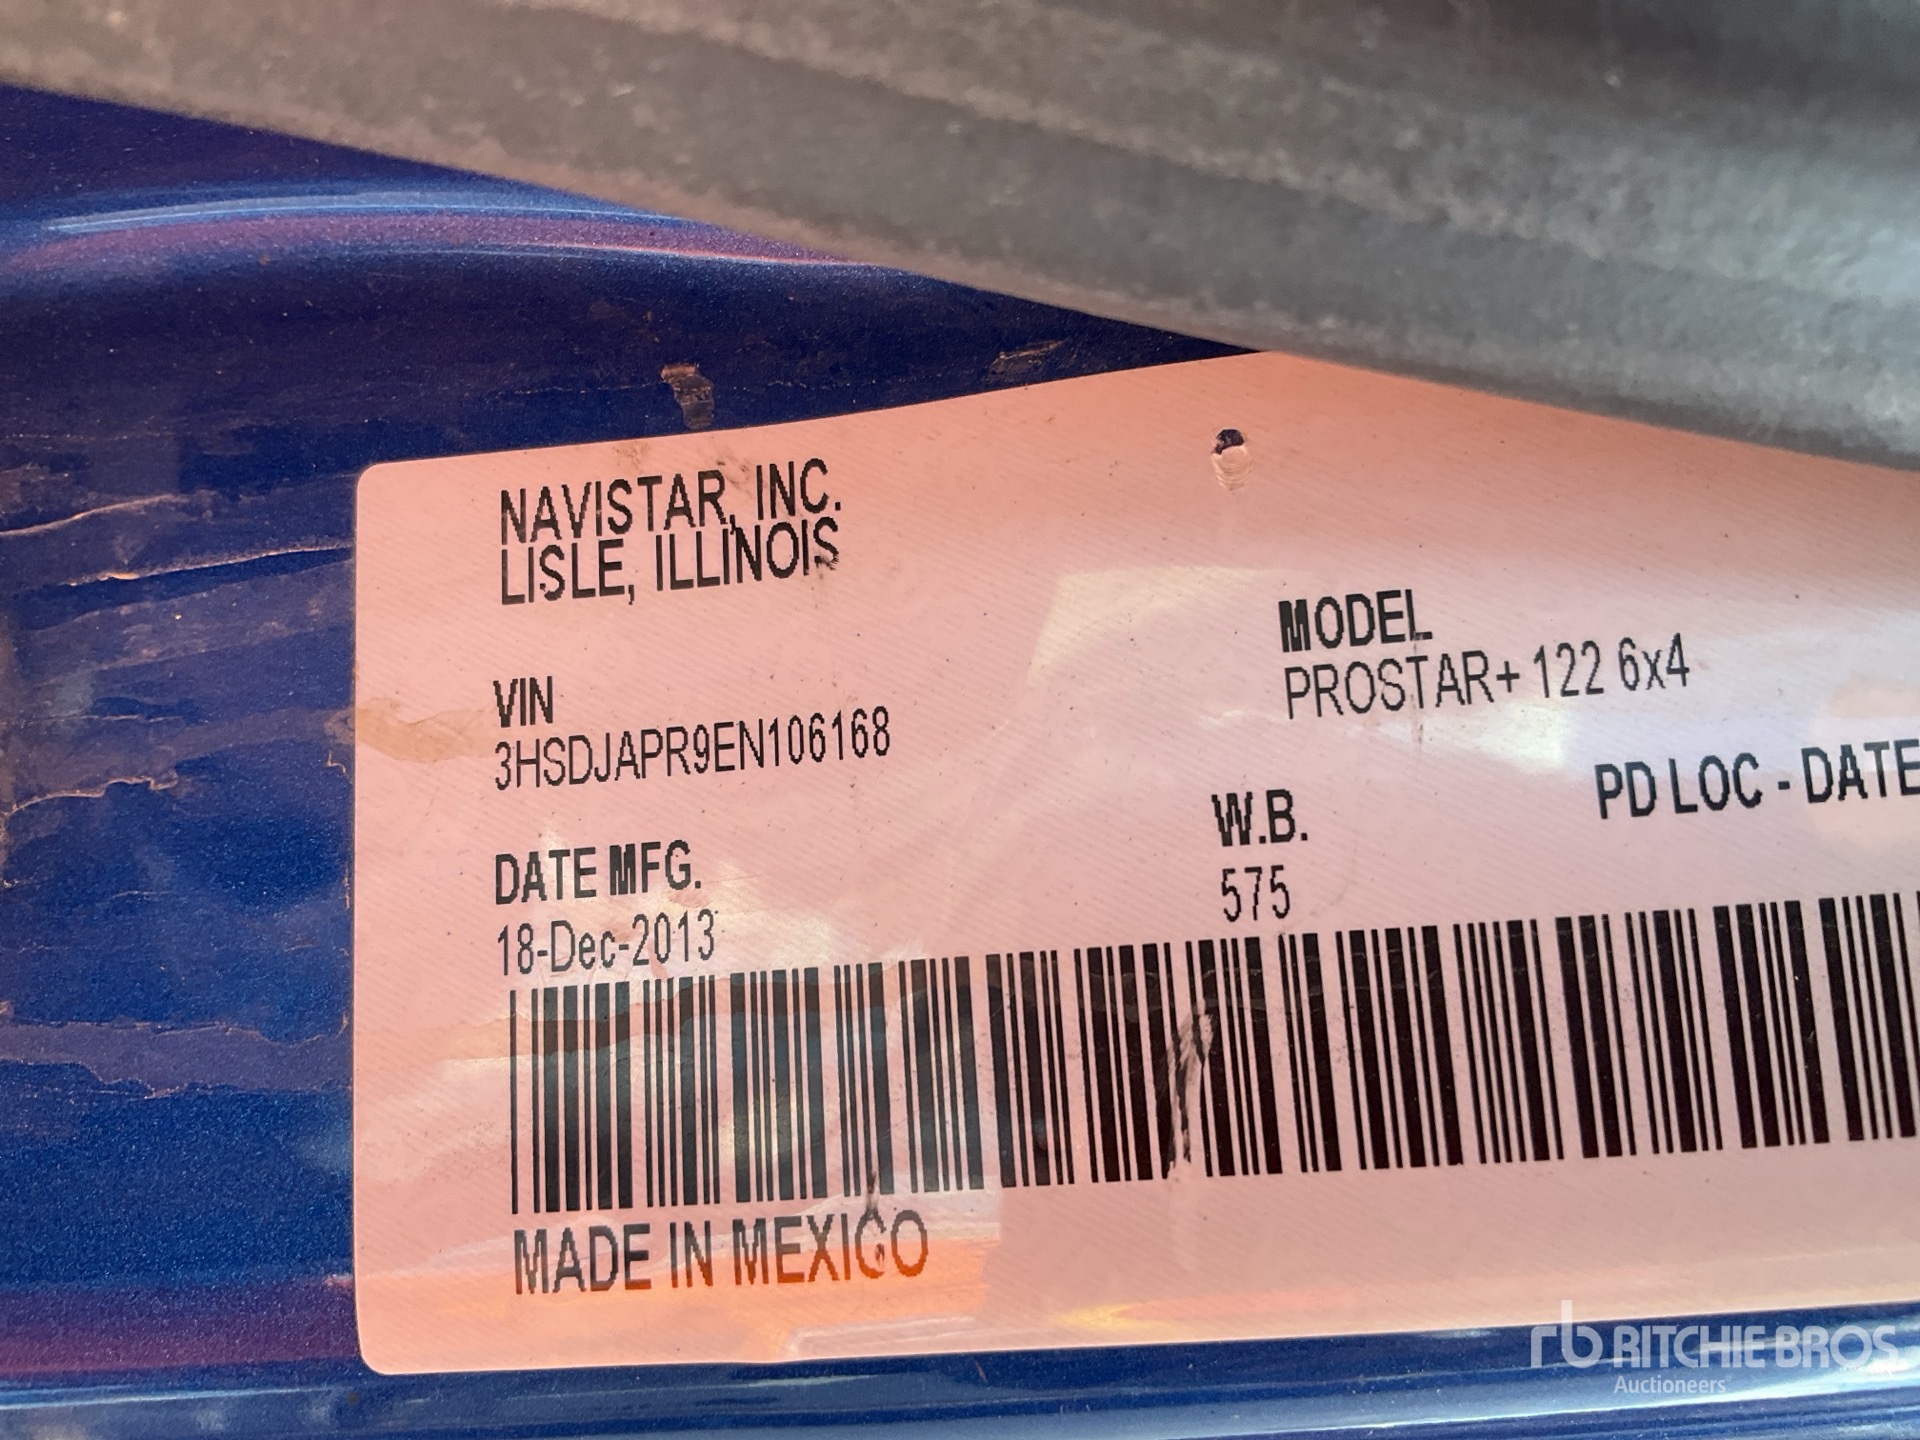 NAVISTAR, INC.
LISLE, ILLINOIS
MODEL
PROSTAR+ 122 6x4
VIN
3HSDJAPR9EN106168
W.B.
575
PD LOC - DATE
DATE MFG.
18-Dec-2013
MADE IN MEXICO
rb RITCHIE BROS
Auctioneers